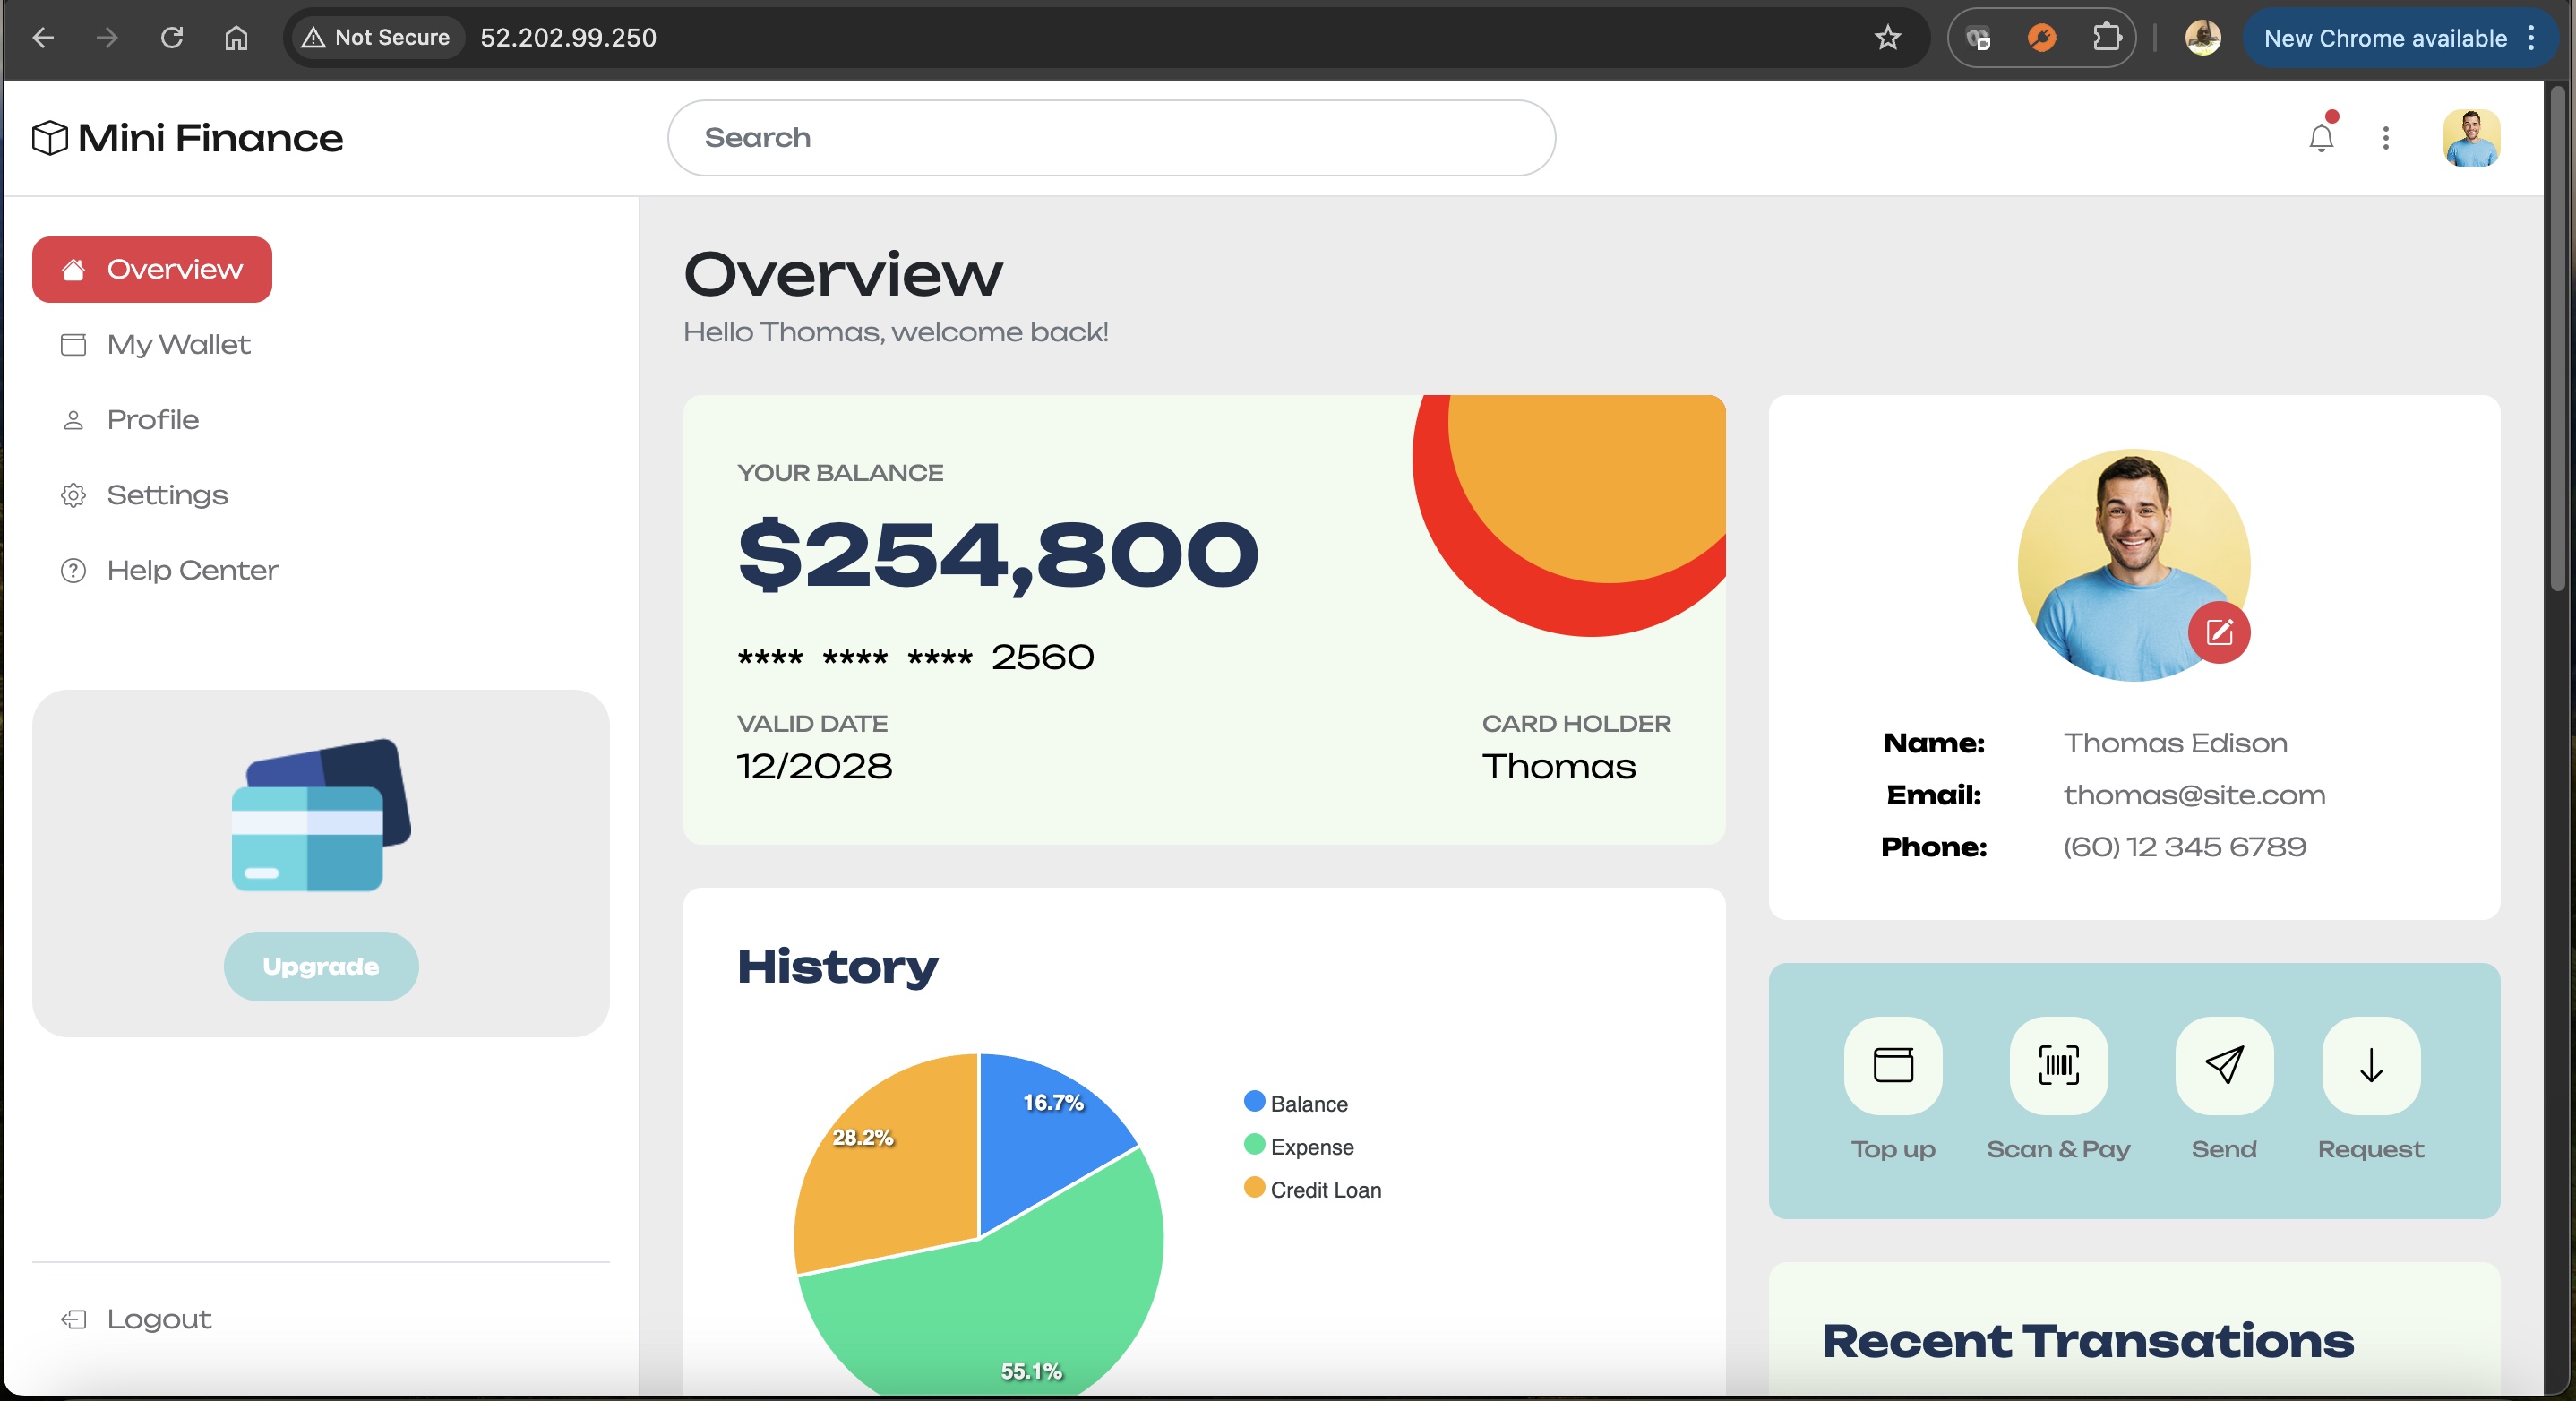 Not Secure 52.202.99.250 New Chrome available
Mini Finance
Search
Overview
My Wallet
Profile
Settings
Help Center
Upgrade
Logout
Overview
Hello Thomas, welcome back!
YOUR BALANCE
$254,800
**** **** **** 2560
VALID DATE
12/2028
CARD HOLDER
Thomas
History
16.7%
28.2%
55.1%
Balance
Expense
Credit Loan
Name: Thomas Edison
Email: thomas@site.com
Phone: (60) 12 345 6789
Top up
Scan & Pay
Send
Request
Recent Transations